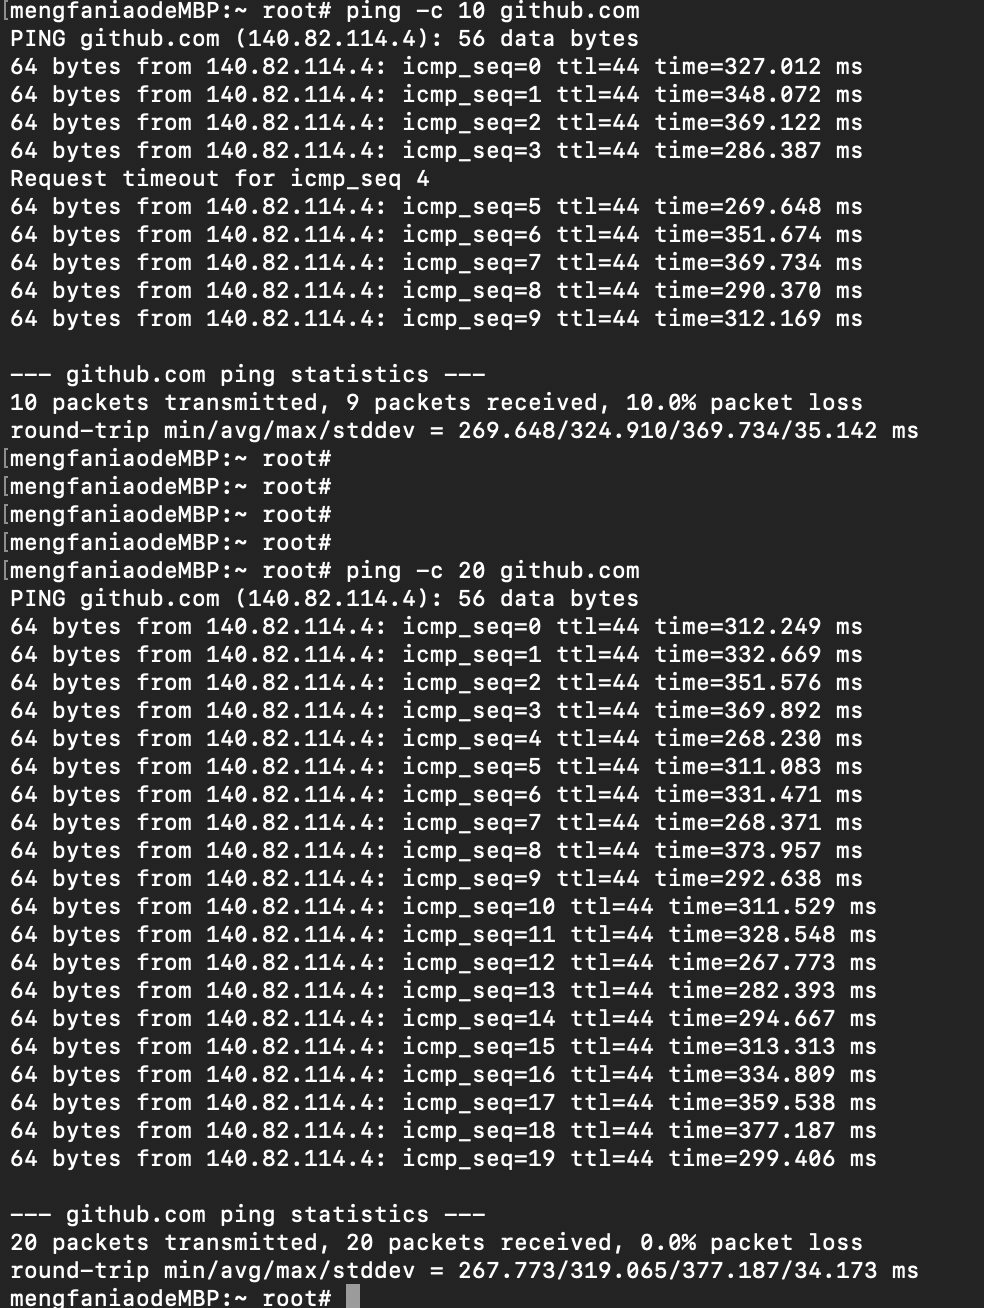 [mengfaniaodeMBP:~ root# ping -c 10 github.com
PING github.com (140.82.114.4): 56 data bytes
64 bytes from 140.82.114.4: icmp_seq=0 ttl=44 time=327.012 ms
64 bytes from 140.82.114.4: icmp_seq=1 ttl=44 time=348.072 ms
64 bytes from 140.82.114.4: icmp_seq=2 ttl=44 time=369.122 ms
64 bytes from 140.82.114.4: icmp_seq=3 ttl=44 time=286.387 ms
Request timeout for icmp_seq 4
64 bytes from 140.82.114.4: icmp_seq=5 ttl=44 time=269.648 ms
64 bytes from 140.82.114.4: icmp_seq=6 ttl=44 time=351.674 ms
64 bytes from 140.82.114.4: icmp_seq=7 ttl=44 time=369.734 ms
64 bytes from 140.82.114.4: icmp_seq=8 ttl=44 time=290.370 ms
64 bytes from 140.82.114.4: icmp_seq=9 ttl=44 time=312.169 ms
--- github.com ping statistics ---
10 packets transmitted, 9 packets received, 10.0% packet loss
round-trip min/avg/max/stddev = 269.648/324.910/369.734/35.142 ms
[mengfaniaodeMBP:~ root#
[mengfaniaodeMBP:~ root#
[mengfaniaodeMBP:~ root#
[mengfaniaodeMBP:~ root#
[mengfaniaodeMBP:~ root# ping -c 20 github.com
PING github.com (140.82.114.4): 56 data bytes
64 bytes from 140.82.114.4: icmp_seq=0 ttl=44 time=312.249 ms
64 bytes from 140.82.114.4: icmp_seq=1 ttl=44 time=332.669 ms
64 bytes from 140.82.114.4: icmp_seq=2 ttl=44 time=351.576 ms
64 bytes from 140.82.114.4: icmp_seq=3 ttl=44 time=369.892 ms
64 bytes from 140.82.114.4: icmp_seq=4 ttl=44 time=268.230 ms
64 bytes from 140.82.114.4: icmp_seq=5 ttl=44 time=311.083 ms
64 bytes from 140.82.114.4: icmp_seq=6 ttl=44 time=331.471 ms
64 bytes from 140.82.114.4: icmp_seq=7 ttl=44 time=268.371 ms
64 bytes from 140.82.114.4: icmp_seq=8 ttl=44 time=373.957 ms
64 bytes from 140.82.114.4: icmp_seq=9 ttl=44 time=292.638 ms
64 bytes from 140.82.114.4: icmp_seq=10 ttl=44 time=311.529 ms
64 bytes from 140.82.114.4: icmp_seq=11 ttl=44 time=328.548 ms
64 bytes from 140.82.114.4: icmp_seq=12 ttl=44 time=267.773 ms
64 bytes from 140.82.114.4: icmp_seq=13 ttl=44 time=282.393 ms
64 bytes from 140.82.114.4: icmp_seq=14 ttl=44 time=294.667 ms
64 bytes from 140.82.114.4: icmp_seq=15 ttl=44 time=313.313 ms
64 bytes from 140.82.114.4: icmp_seq=16 ttl=44 time=334.809 ms
64 bytes from 140.82.114.4: icmp_seq=17 ttl=44 time=359.538 ms
64 bytes from 140.82.114.4: icmp_seq=18 ttl=44 time=377.187 ms
64 bytes from 140.82.114.4: icmp_seq=19 ttl=44 time=299.406 ms
--- github.com ping statistics ---
20 packets transmitted, 20 packets received, 0.0% packet loss
round-trip min/avg/max/stddev = 267.773/319.065/377.187/34.173 ms
mengfaniaodeMBP:~ root#